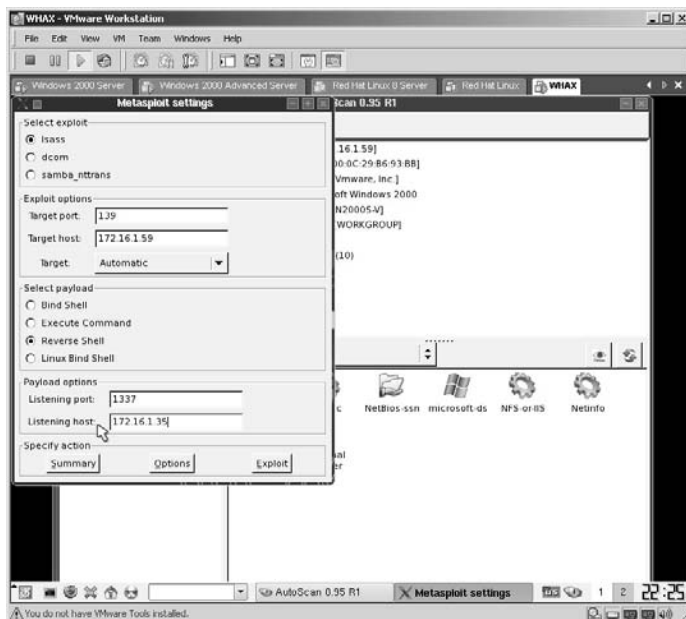 WHAX - VMware Workstation
File Edit View VM Team Windows Help
Windows 2000 Server Windows 2000 Advanced Server Red Hat Linux 8 Server Red Hat Linux WHAX
Metasploit settings
Scan 0.95 R1
Select exploit
lsass
dcom
samba_nttrans
Exploit options
Target port: 139
Target host: 172.16.1.59
Target: Automatic
Select payload
Bind Shell
Execute Command
Reverse Shell
Linux Bind Shell
Payload options
Listening port: 1337
Listening host: 172.16.1.35
Specify action
Summary Options Exploit
.16.1.59]
00:0C:29:B6:93:BB]
Vmware, Inc.]
oft Windows 2000
N2000S-V]
WORKGROUP]
(10)
c NetBios-ssn microsoft-ds NFS-or-IIS Netinfo
al
er
AutoScan 0.95 R1 Metasploit settings 1 2 22:25
You do not have VMware Tools installed.